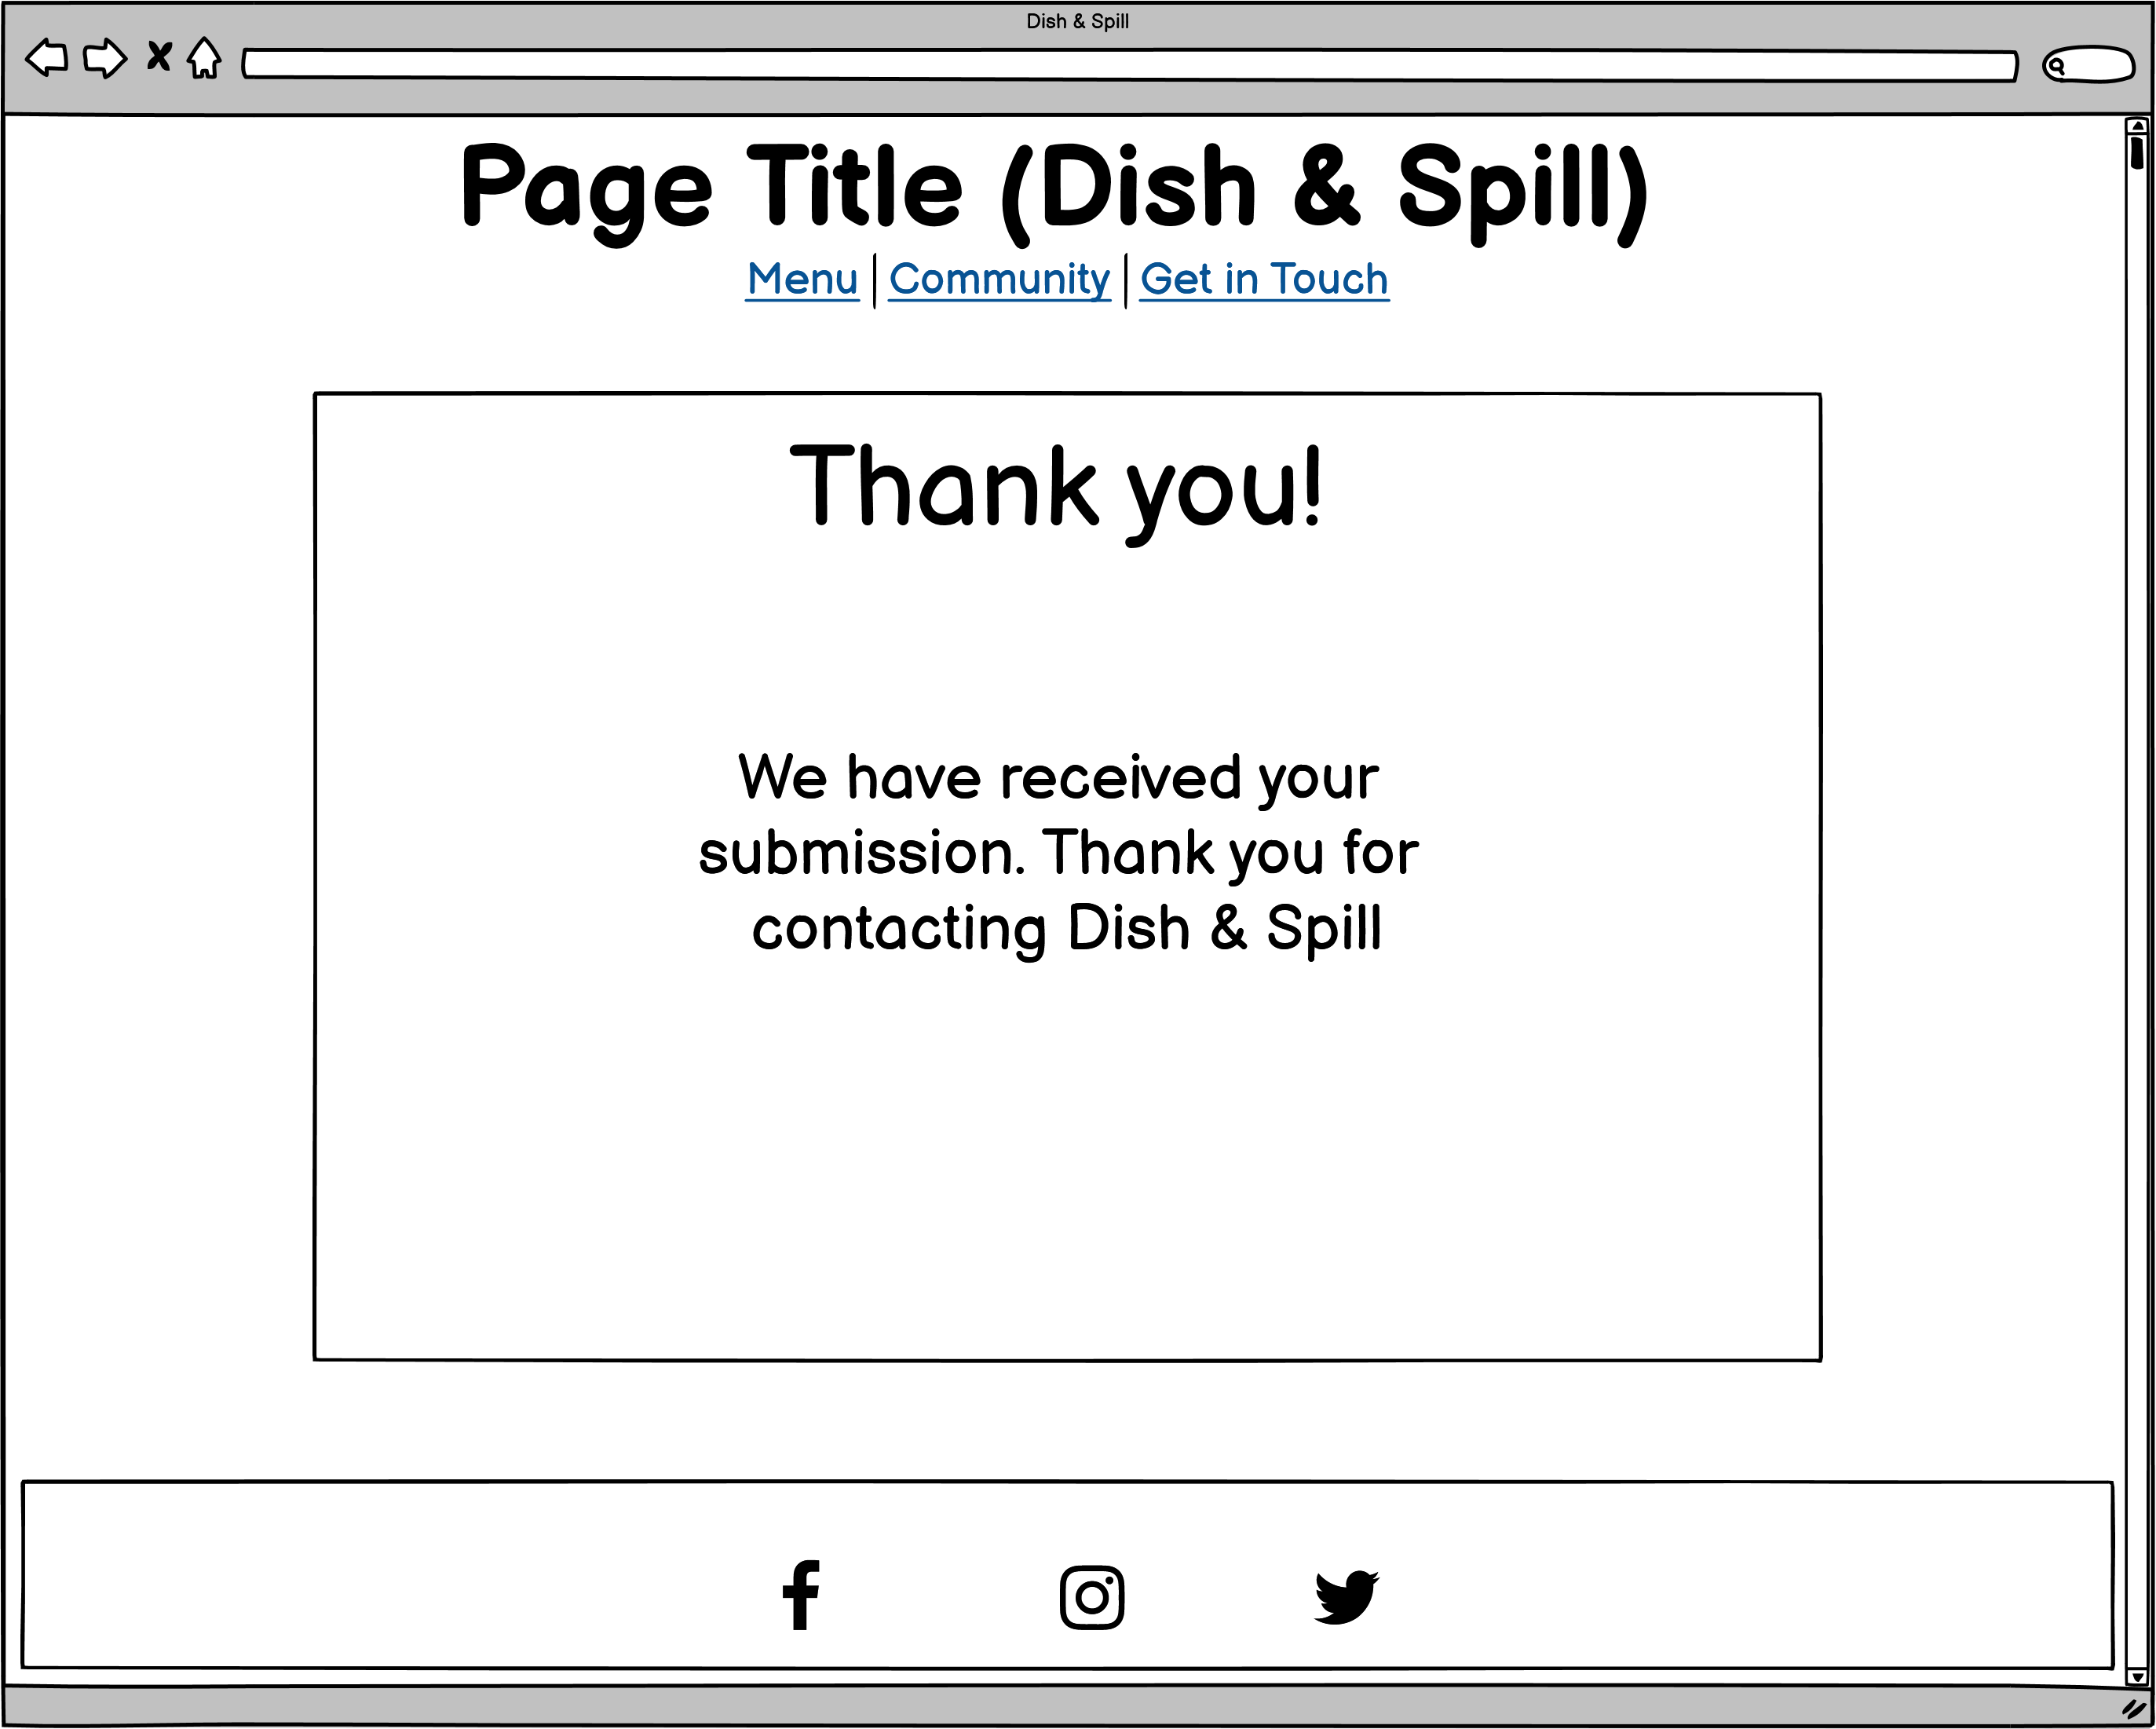 Dish & Spill
Page Title (Dish & Spill)
Menu | Community | Get in Touch
Thank you!
We have received your
submission. Thank you for
contacting Dish & Spill